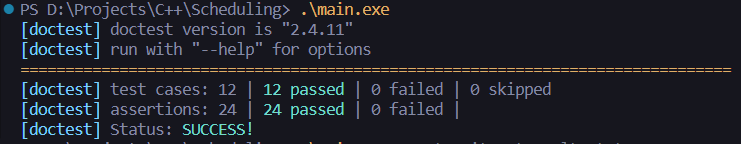 PS D:\Projects\C++\Scheduling> .\main.exe
[doctest] doctest version is "2.4.11"
[doctest] run with "--help" for options
===============================================================================
[doctest] test cases: 12 | 12 passed | 0 failed | 0 skipped
[doctest] assertions: 24 | 24 passed | 0 failed |
[doctest] Status: SUCCESS!